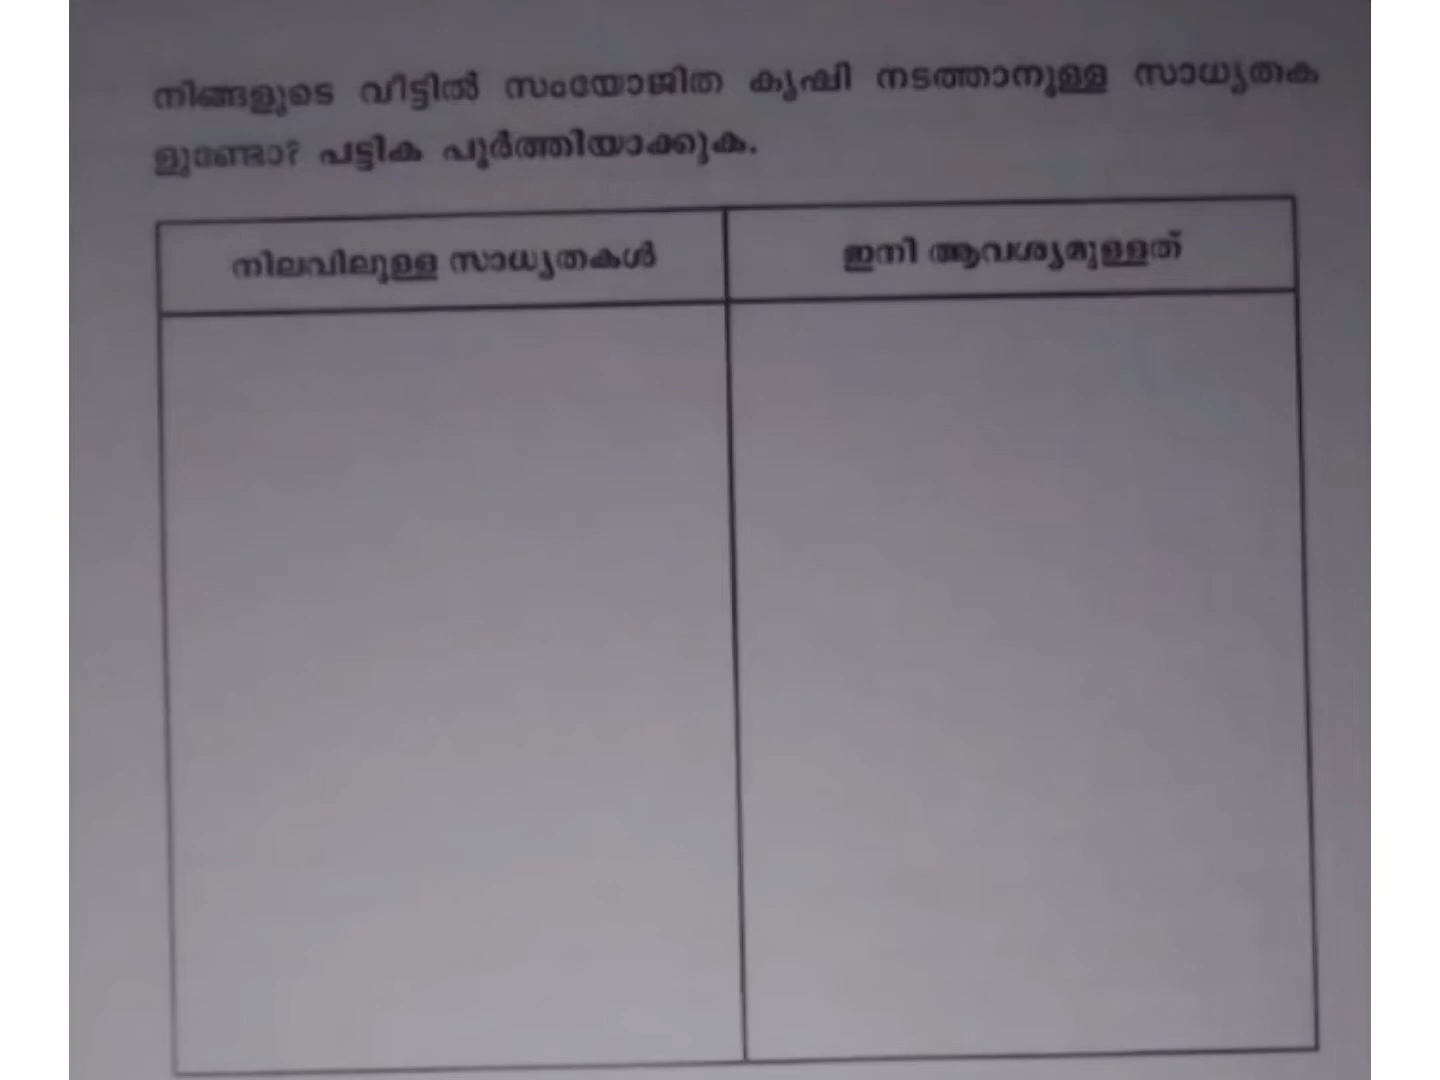 നിങ്ങളുടെ വീട്ടിൽ സംയോജിത കൃഷി നടത്താനുള്ള സാധ്യതക
ളുണ്ടോ? പട്ടിക പൂർത്തിയാക്കുക.
നിലവിലുള്ള സാധ്യതകൾ
ഇനി ആവശ്യമുള്ളത്